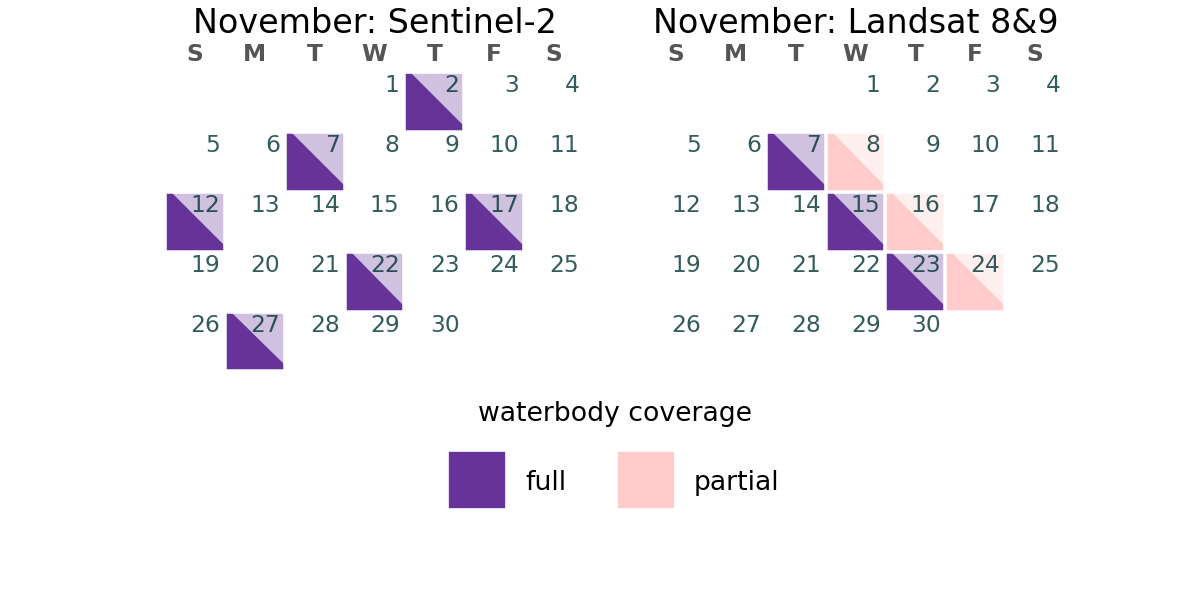 November: Sentinel-2
S M T W T F S
1 2 3 4
5 6 7 8 9 10 11
12 13 14 15 16 17 18
19 20 21 22 23 24 25
26 27 28 29 30
November: Landsat 8&9
S M T W T F S
1 2 3 4
5 6 7 8 9 10 11
12 13 14 15 16 17 18
19 20 21 22 23 24 25
26 27 28 29 30
waterbody coverage
full
partial